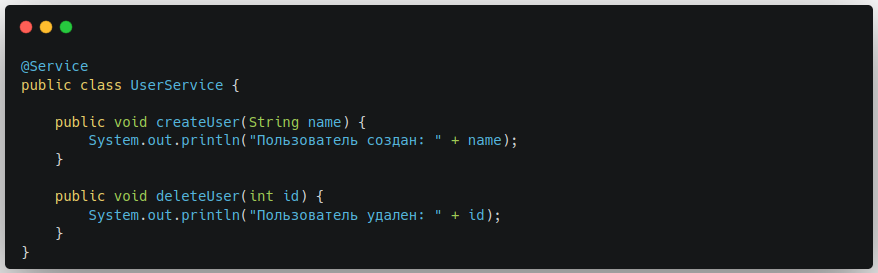 @Service
public class UserService {
    public void createUser(String name) {
        System.out.println("Пользователь создан: " + name);
    }
    public void deleteUser(int id) {
        System.out.println("Пользователь удален: " + id);
    }
}